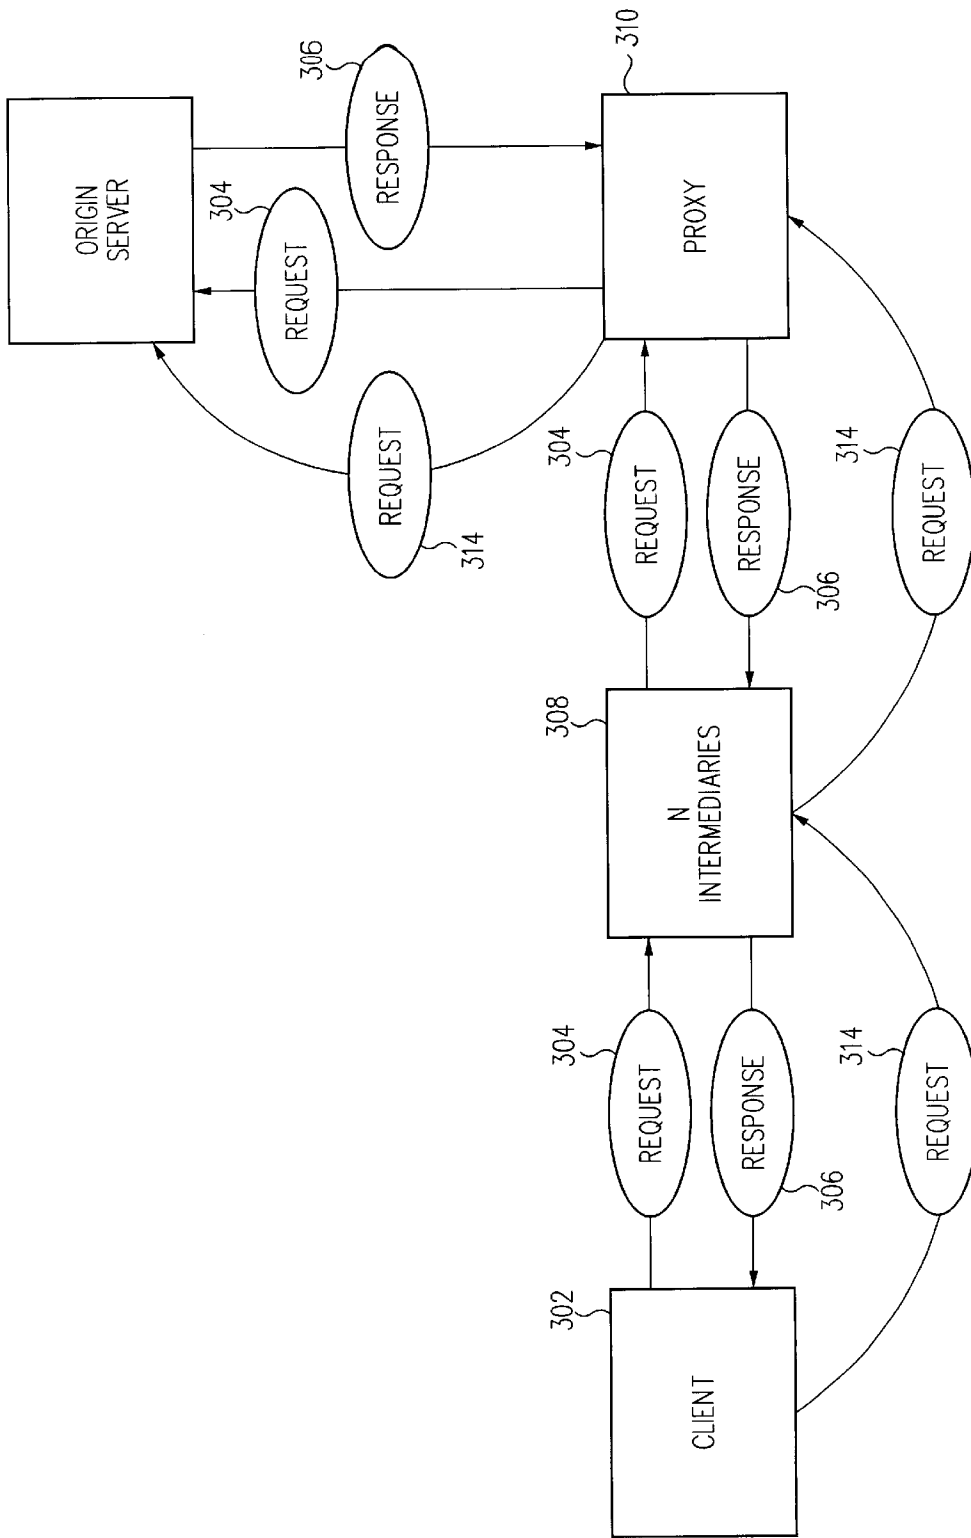 302
CLIENT
304
REQUEST
RESPONSE
306
314
REQUEST
308
N
INTERMEDIARIES
304
REQUEST
RESPONSE
306
314
REQUEST
310
PROXY
314
REQUEST
304
REQUEST
306
RESPONSE
ORIGIN
SERVER